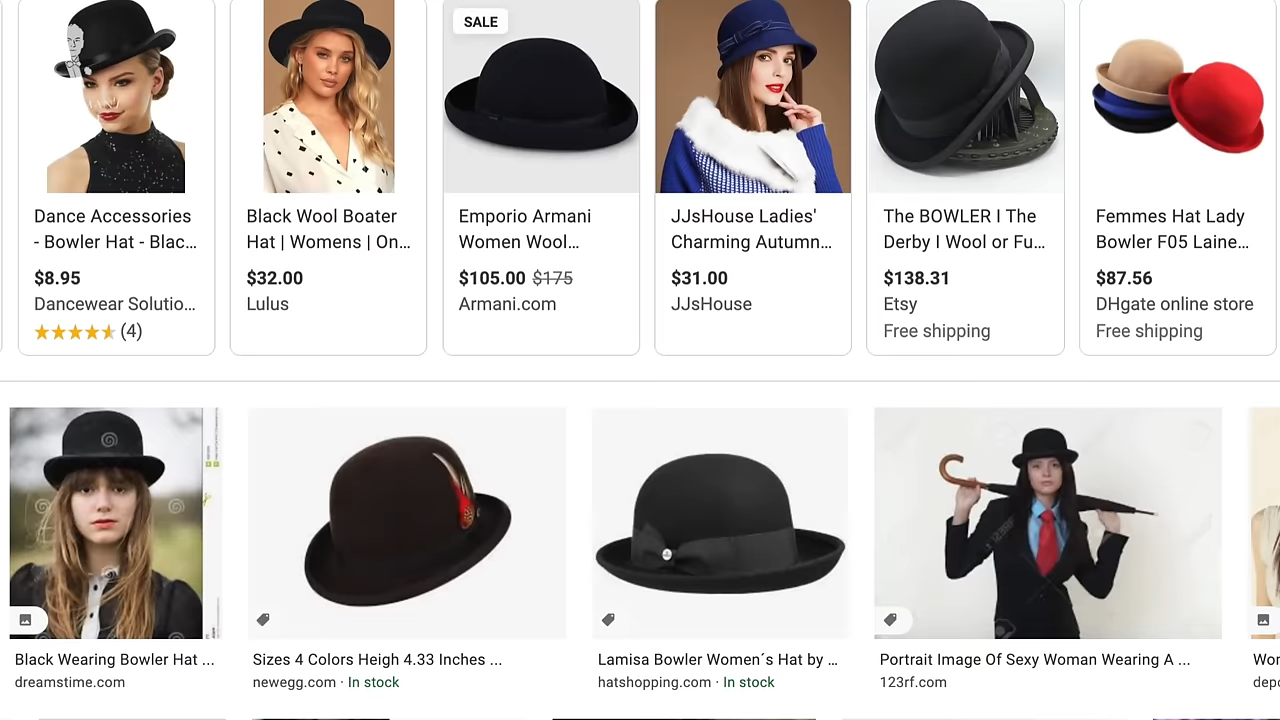 SALE
Dance Accessories
- Bowler Hat - Blac...
$8.95
Dancewear Solutio...
(4)
Black Wool Boater
Hat | Womens | On...
$32.00
Lulus
Emporio Armani
Women Wool...
$105.00 $175
Armani.com
JJsHouse Ladies'
Charming Autumn...
$31.00
JJsHouse
The BOWLER I The
Derby I Wool or Fu...
$138.31
Etsy
Free shipping
Femmes Hat Lady
Bowler F05 Laine...
$87.56
DHgate online store
Free shipping
Black Wearing Bowler Hat ...
dreamstime.com
Sizes 4 Colors Heigh 4.33 Inches ...
newegg.com · In stock
Lamisa Bowler Women´s Hat by ...
hatshopping.com · In stock
Portrait Image Of Sexy Woman Wearing A ...
123rf.com
Wor
depo